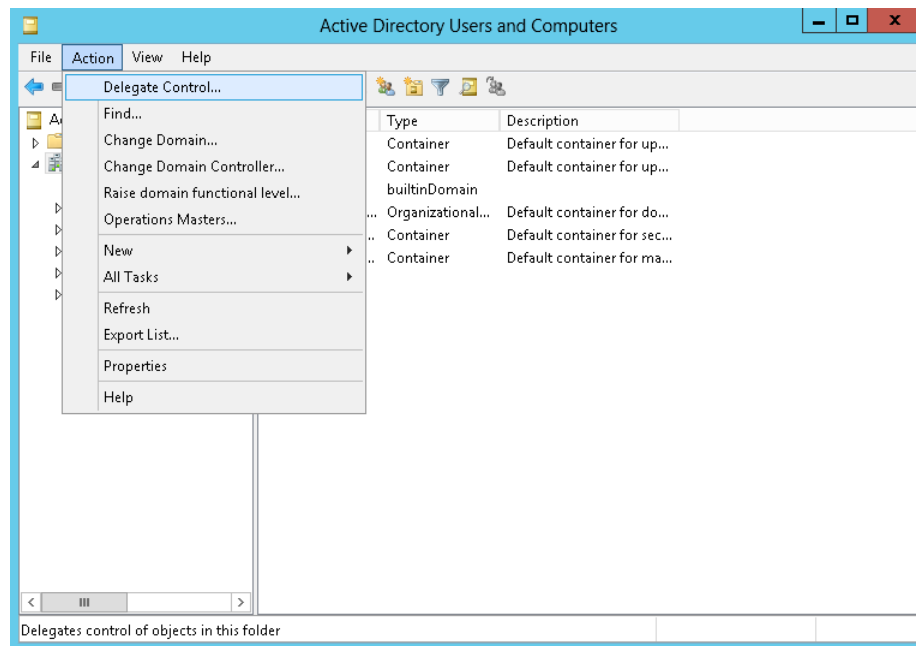 Active Directory Users and Computers
File Action View Help
Delegate Control...
Find...
Change Domain...
Change Domain Controller...
Raise domain functional level...
Operations Masters...
New
All Tasks
Refresh
Export List...
Properties
Help
Type Description
Container Default container for up...
Container Default container for up...
builtinDomain
Organizational... Default container for do...
Container Default container for sec...
Container Default container for ma...
Delegates control of objects in this folder